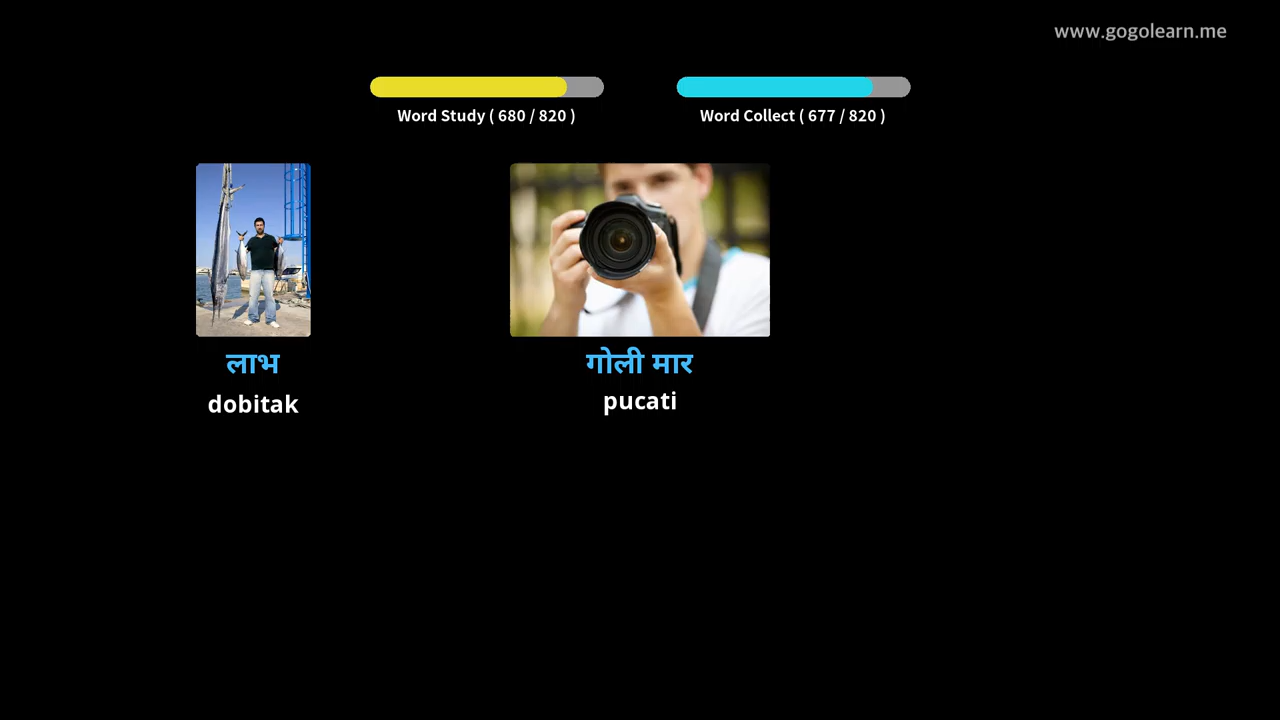 www.gogolearn.me
Word Study ( 680 / 820 )
Word Collect ( 677 / 820 )
लाभ
dobitak
गोली मार
pucati